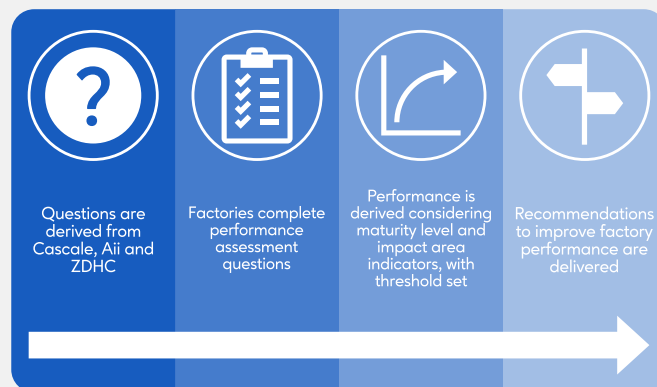 Questions are
derived from
Cascale, Aii and
ZDHC
Factories complete
performance
assessment
questions
Performance is
derived considering
maturity level and
impact area
indicators, with
threshold set
Recommendations
to improve factory
performance are
delivered